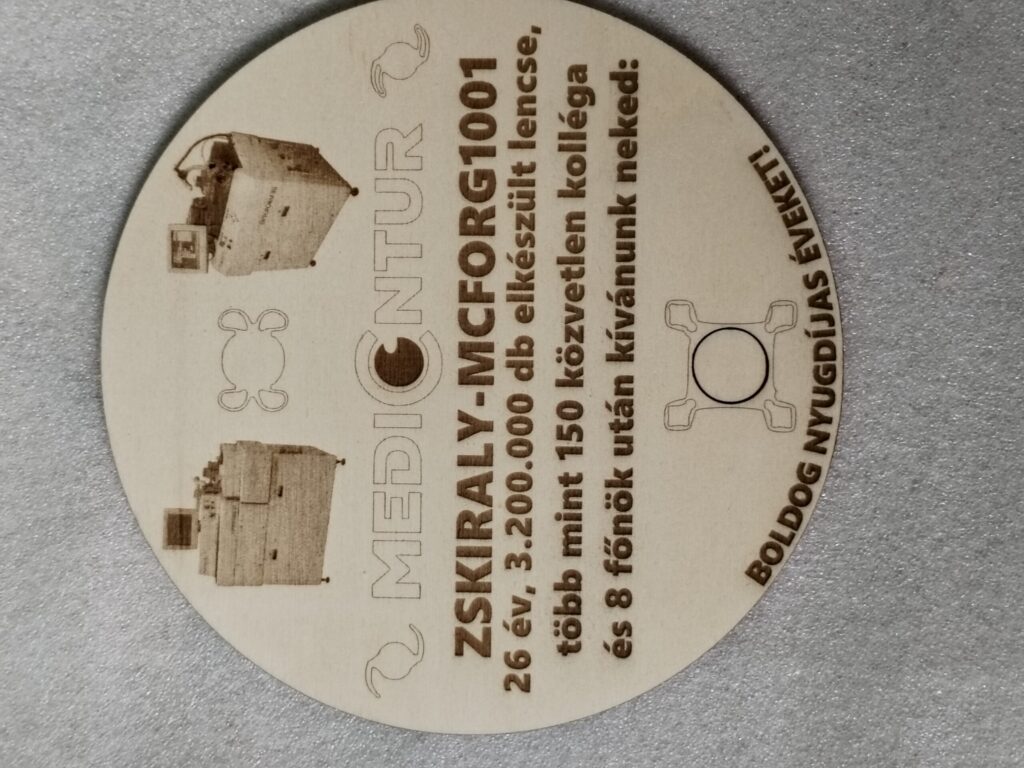 MEDICONTUR
ZSKIRALY-MCFORG1001
26 év, 3.200.000 db elkészült lencse,
több mint 150 közvetlen kolléga
és 8 főnök után kívánunk neked:
BOLDOG NYUGDÍJAS ÉVEKET!